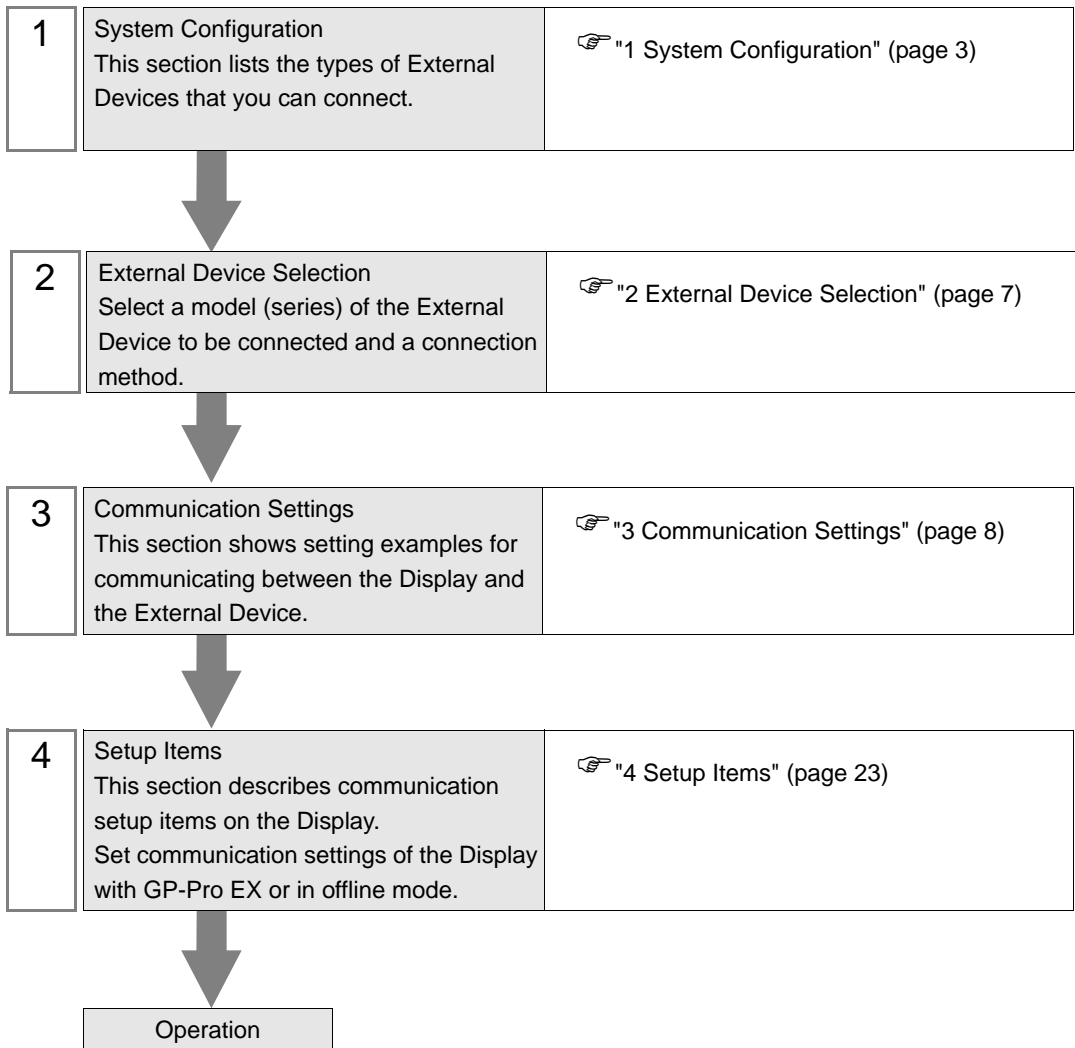 1
System Configuration
This section lists the types of External
Devices that you can connect.
"1 System Configuration" (page 3)
2
External Device Selection
Select a model (series) of the External
Device to be connected and a connection
method.
"2 External Device Selection" (page 7)
3
Communication Settings
This section shows setting examples for
communicating between the Display and
the External Device.
"3 Communication Settings" (page 8)
4
Setup Items
This section describes communication
setup items on the Display.
Set communication settings of the Display
with GP-Pro EX or in offline mode.
"4 Setup Items" (page 23)
Operation